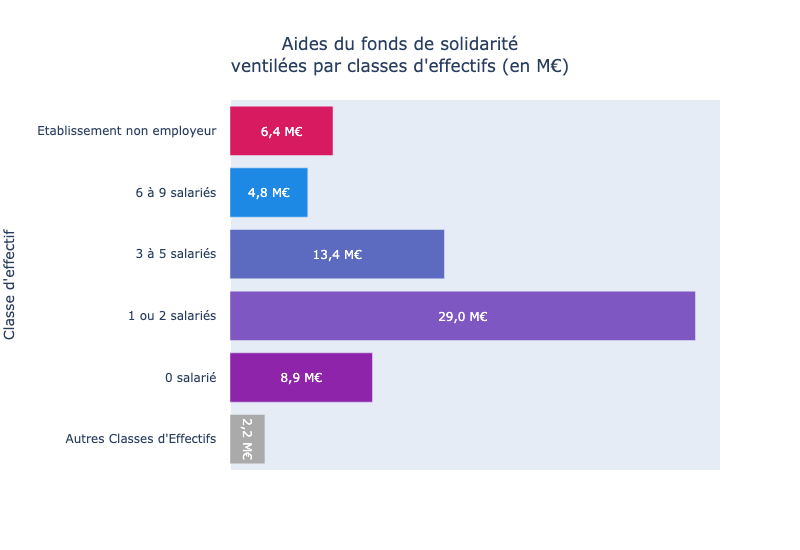 Aides du fonds de solidarité
ventilées par classes d'effectifs (en M€)
Classe d'effectif
Etablissement non employeur
6,4 M€
6 à 9 salariés
4,8 M€
3 à 5 salariés
13,4 M€
1 ou 2 salariés
29,0 M€
0 salarié
8,9 M€
Autres Classes d'Effectifs
2,2 M€